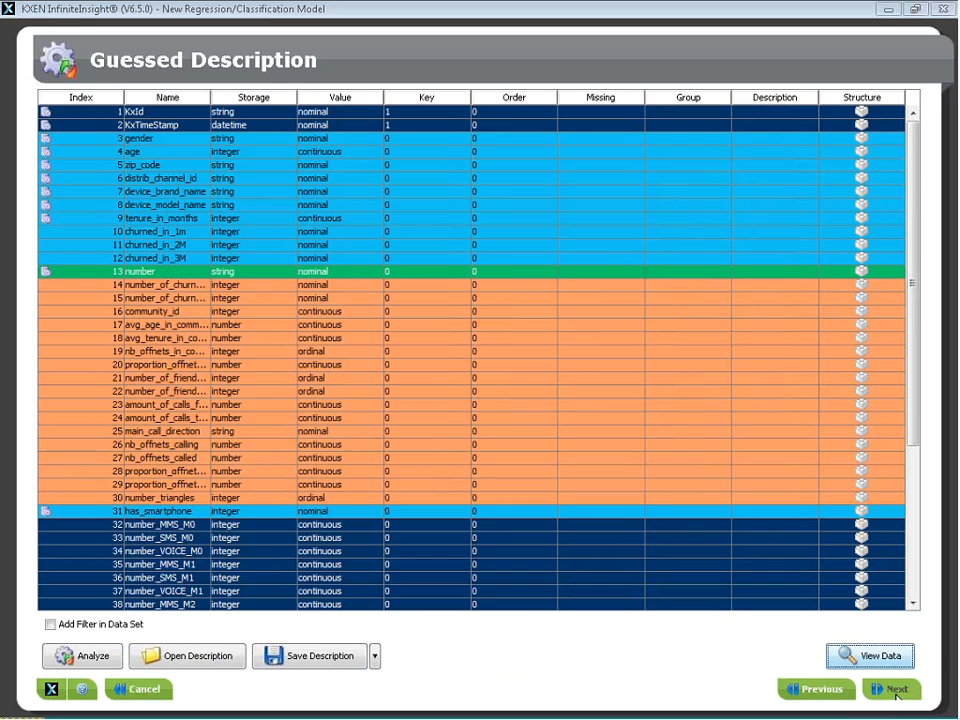 KXEN InfiniteInsight® (V6.5.0) - New Regression/Classification Model
Guessed Description
Index Name Storage Value Key Order Missing Group Description Structure
1 KxId string nominal 1 0
2 KxTimeStamp datetime nominal 1 0
3 gender string nominal 0 0
4 age integer continuous 0 0
5 zip_code string nominal 0 0
6 distrib_channel_id string nominal 0 0
7 device_brand_name string nominal 0 0
8 device_model_name string nominal 0 0
9 tenure_in_months integer continuous 0 0
10 churned_in_1m integer nominal 0 0
11 churned_in_2M integer nominal 0 0
12 churned_in_3M integer nominal 0 0
13 number string nominal 0 0
14 number_of_churn... integer nominal 0 0
15 number_of_churn... integer nominal 0 0
16 community_id integer continuous 0 0
17 avg_age_in_comm... number continuous 0 0
18 avg_tenure_in_co... number continuous 0 0
19 nb_offnets_in_co... integer ordinal 0 0
20 proportion_offnet... number continuous 0 0
21 number_of_friend... integer ordinal 0 0
22 number_of_friend... integer ordinal 0 0
23 amount_of_calls_f... number continuous 0 0
24 amount_of_calls_t... number continuous 0 0
25 main_call_direction string nominal 0 0
26 nb_offnets_calling number continuous 0 0
27 nb_offnets_called number continuous 0 0
28 proportion_offnet... number continuous 0 0
29 proportion_offnet... number continuous 0 0
30 number_triangles integer ordinal 0 0
31 has_smartphone integer nominal 0 0
32 number_MMS_M0 integer continuous 0 0
33 number_SMS_M0 integer continuous 0 0
34 number_VOICE_M0 integer continuous 0 0
35 number_MMS_M1 integer continuous 0 0
36 number_SMS_M1 integer continuous 0 0
37 number_VOICE_M1 integer continuous 0 0
38 number_MMS_M2 integer continuous 0 0
Add Filter in Data Set
Analyze Open Description Save Description View Data
Cancel Previous Next